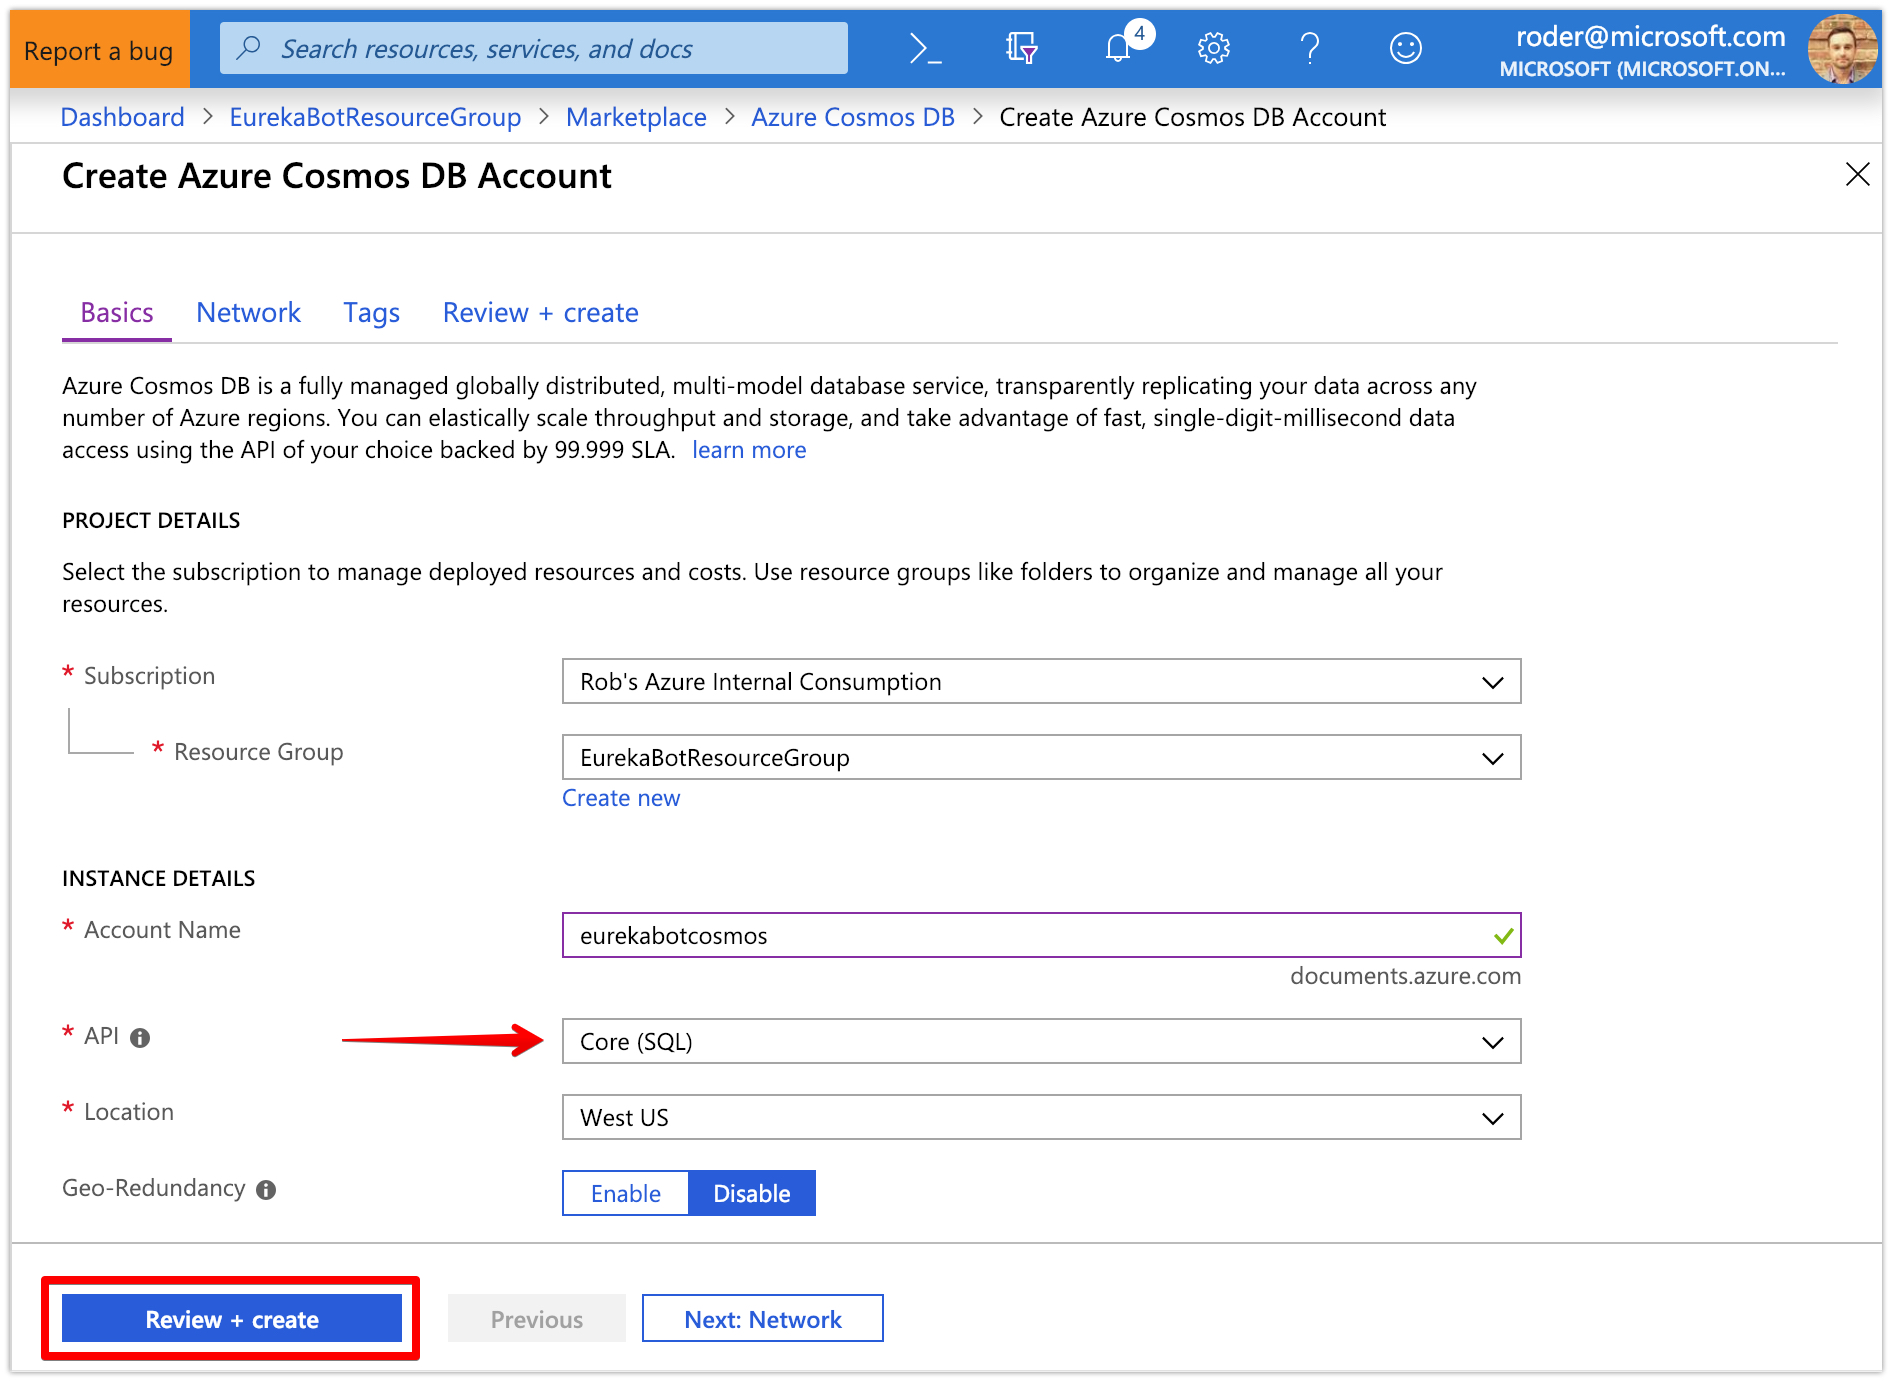 Report a bug
Search resources, services, and docs
4
roder@microsoft.com
MICROSOFT (MICROSOFT.ON...
Dashboard > EurekaBotResourceGroup > Marketplace > Azure Cosmos DB > Create Azure Cosmos DB Account
Create Azure Cosmos DB Account
Basics Network Tags Review + create
Azure Cosmos DB is a fully managed globally distributed, multi-model database service, transparently replicating your data across any
number of Azure regions. You can elastically scale throughput and storage, and take advantage of fast, single-digit-millisecond data
access using the API of your choice backed by 99.999 SLA. learn more
PROJECT DETAILS
Select the subscription to manage deployed resources and costs. Use resource groups like folders to organize and manage all your
resources.
* Subscription
Rob's Azure Internal Consumption
* Resource Group
EurekaBotResourceGroup
Create new
INSTANCE DETAILS
* Account Name
eurekabotcosmos
documents.azure.com
* API
Core (SQL)
* Location
West US
Geo-Redundancy
Enable Disable
Review + create Previous Next: Network